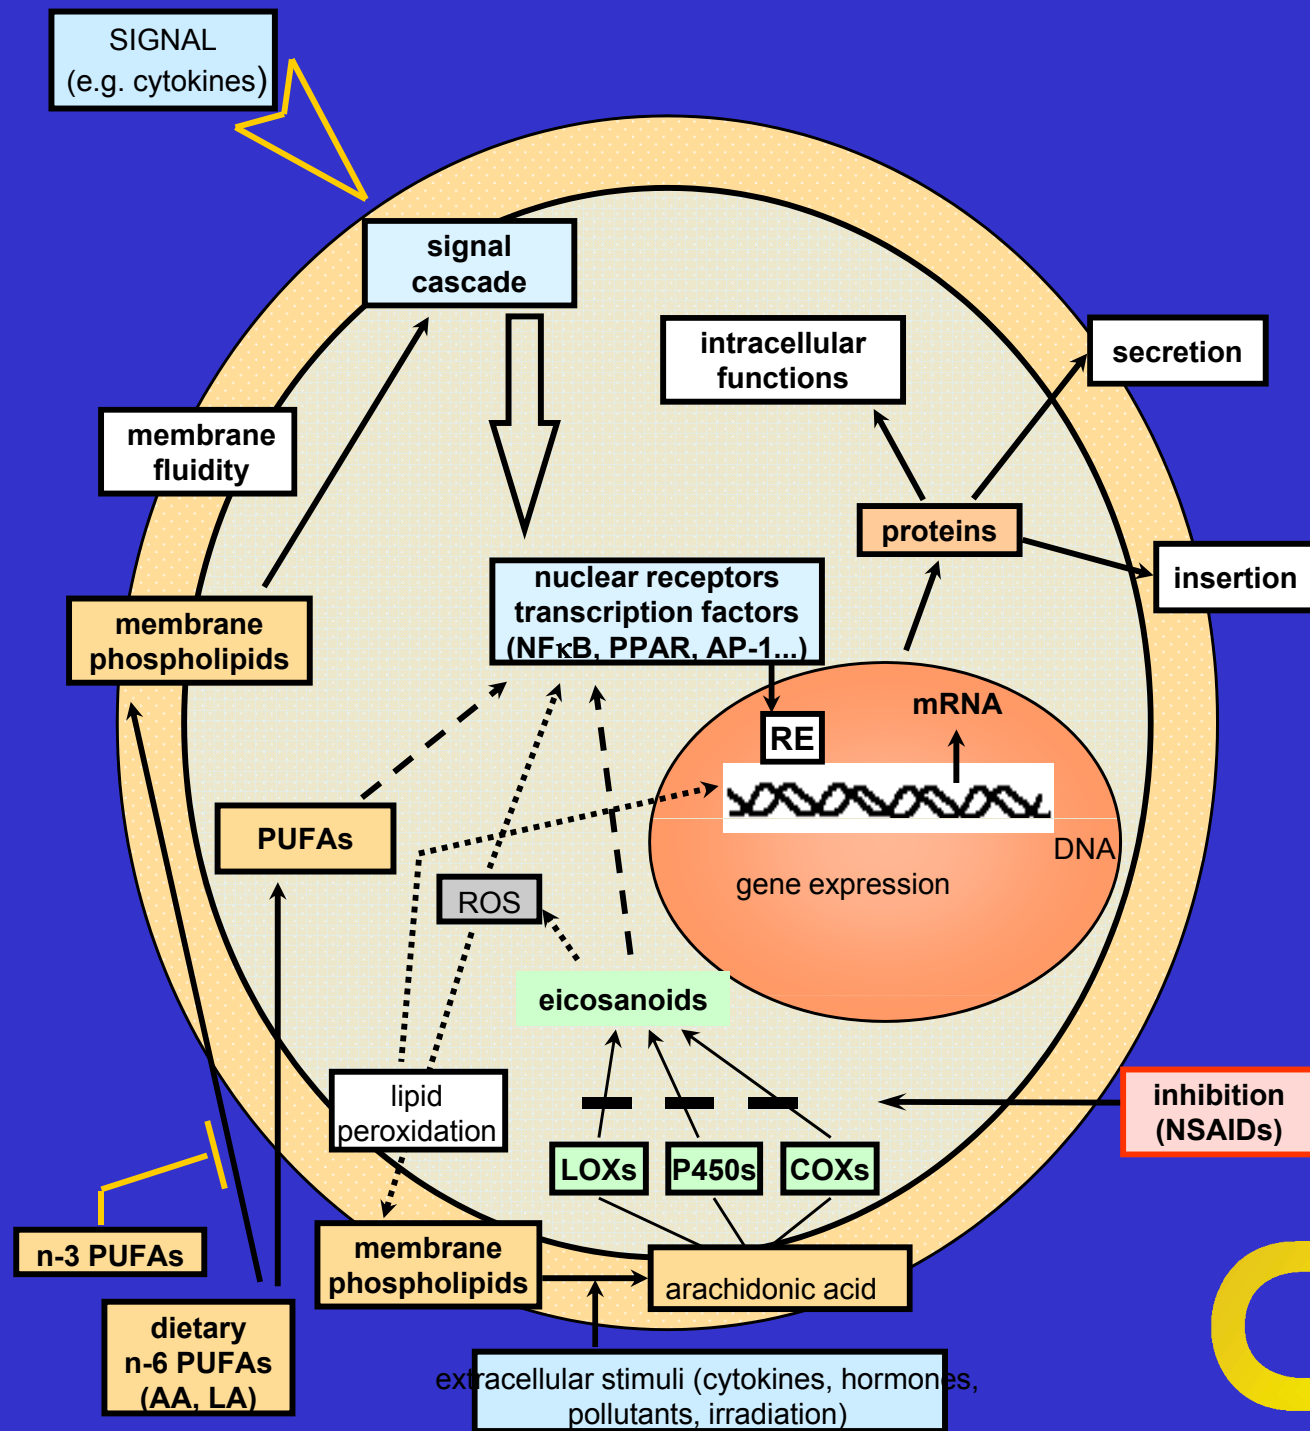 SIGNAL
(e.g. cytokines)
signal
cascade
intracellular
functions
secretion
membrane
fluidity
proteins
insertion
nuclear receptors
transcription factors
(NFκB, PPAR, AP-1...)
membrane
phospholipids
mRNA
RE
PUFAs
DNA
gene expression
ROS
eicosanoids
lipid
peroxidation
inhibition
(NSAIDs)
LOXs
P450s
COXs
n-3 PUFAs
membrane
phospholipids
arachidonic acid
dietary
n-6 PUFAs
(AA, LA)
extracellular stimuli (cytokines, hormones,
pollutants, irradiation)